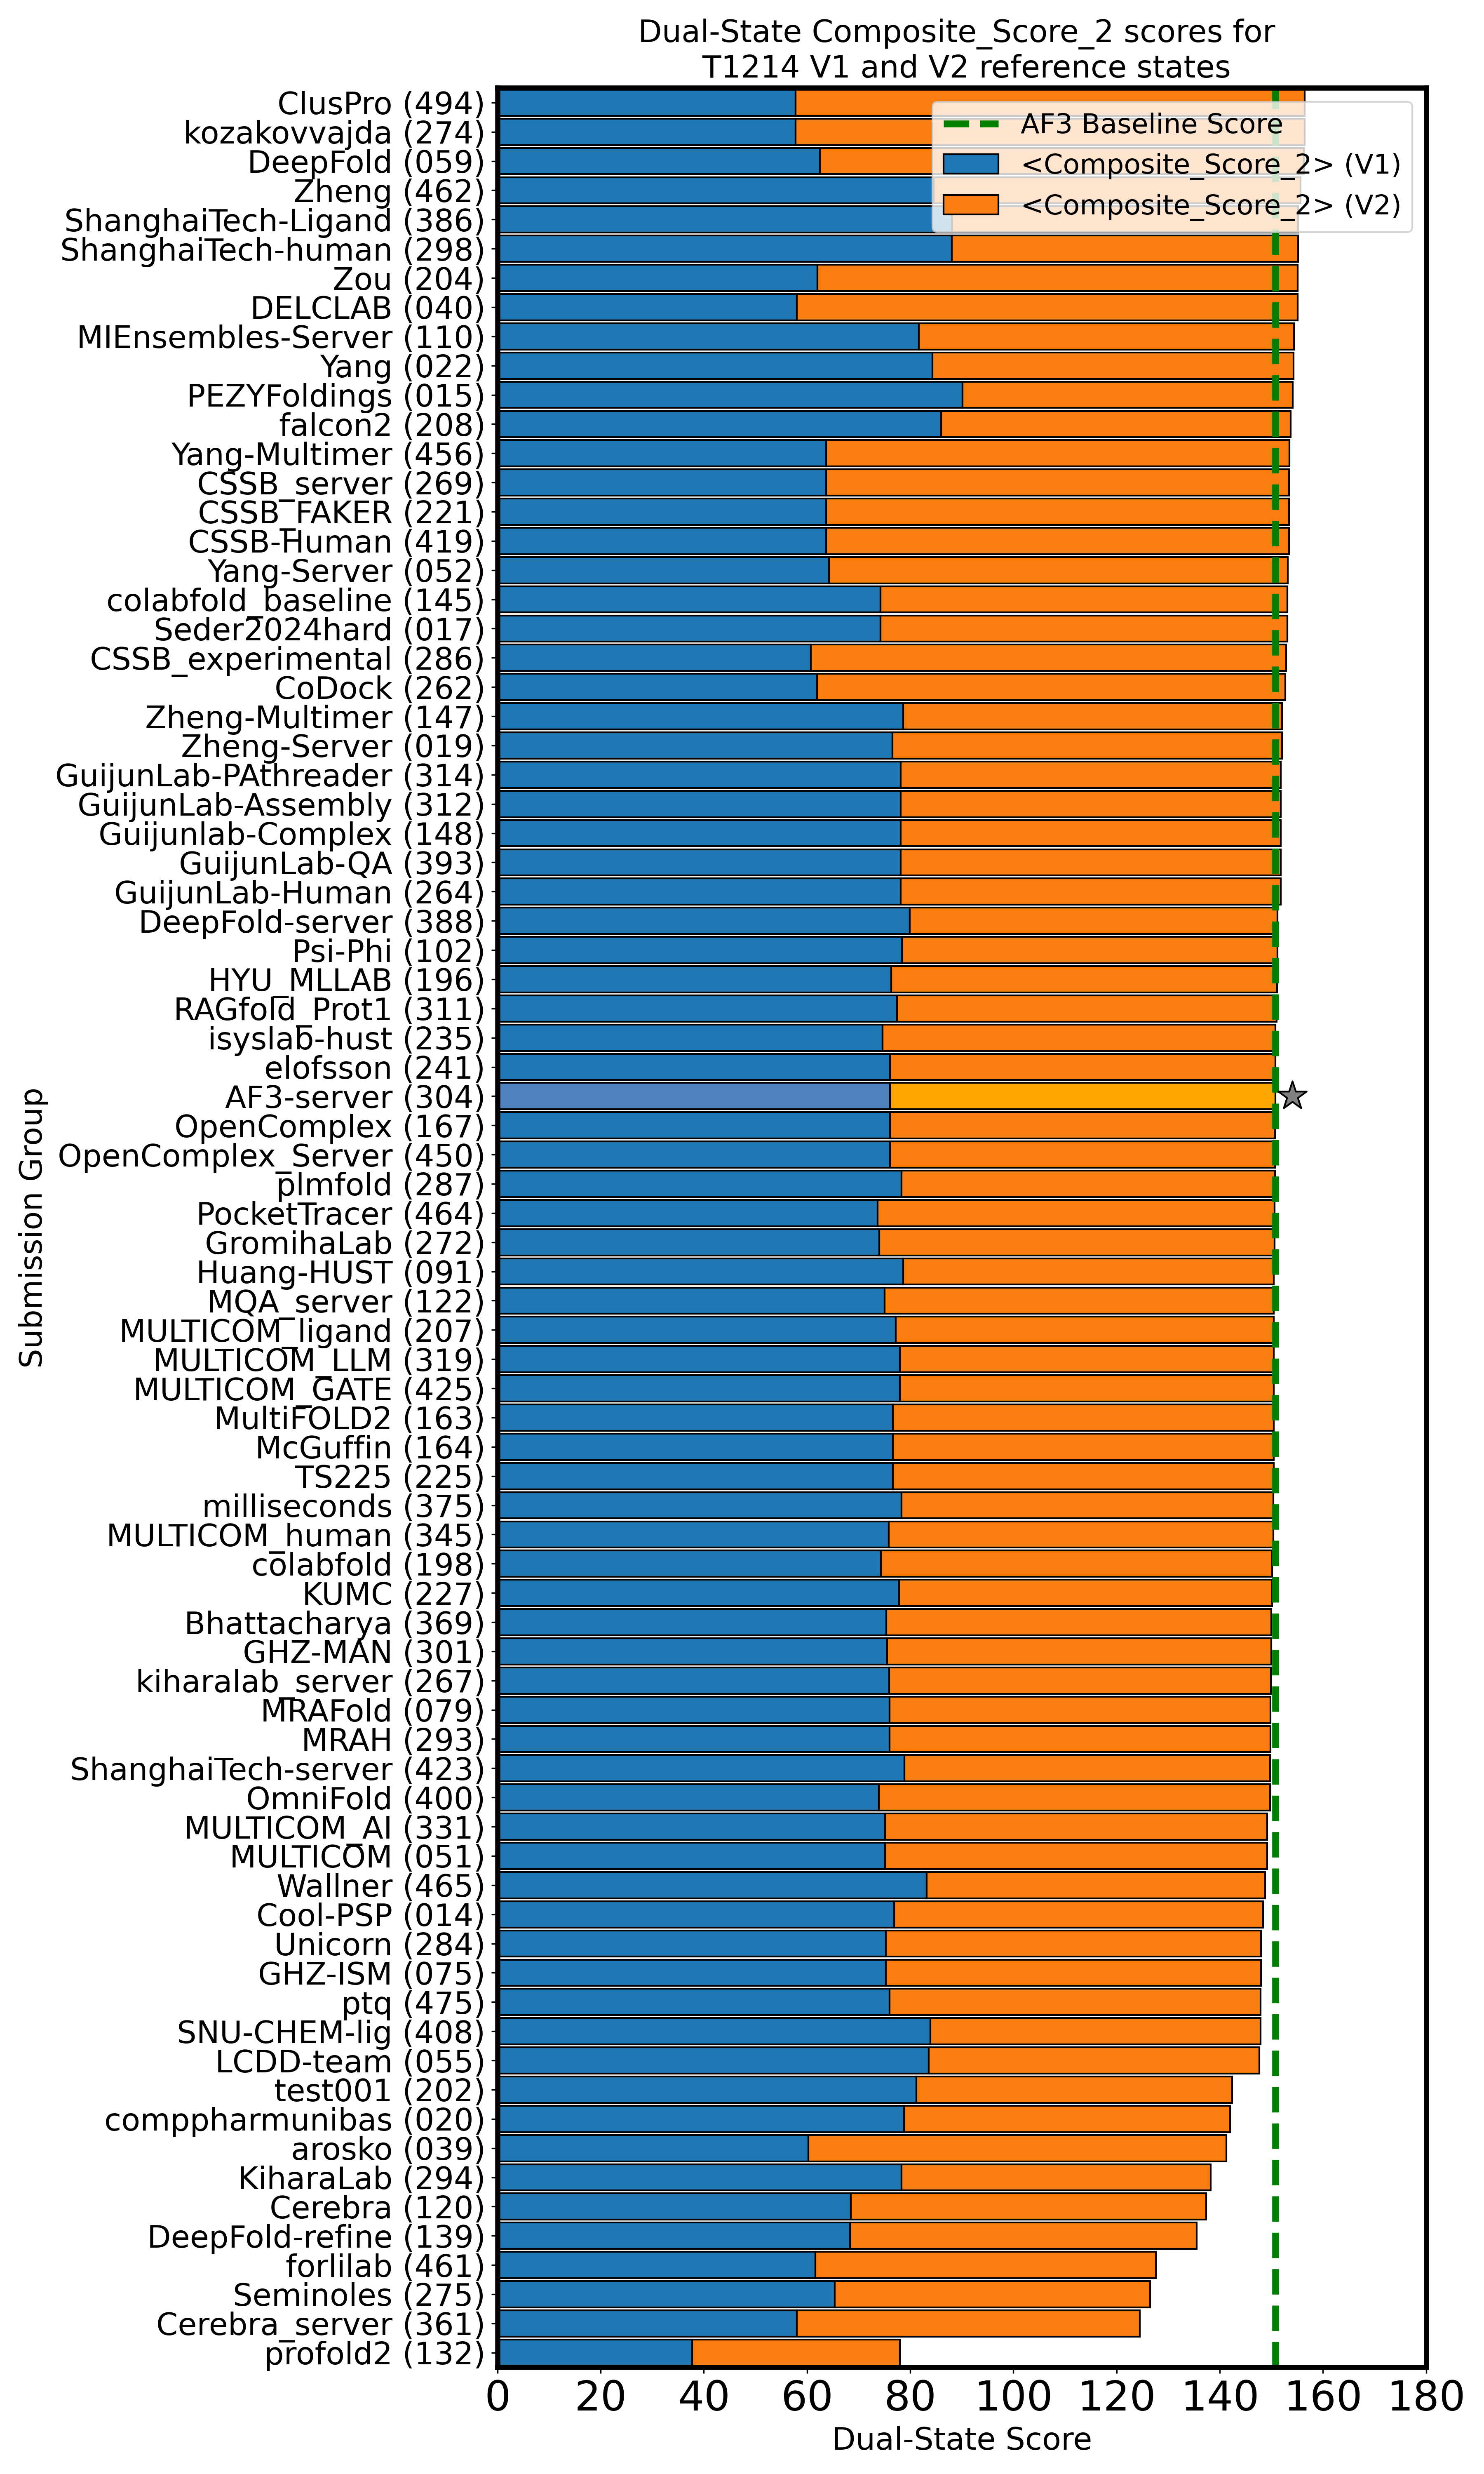 Dual-State Composite_Score_2 scores for
T1214 V1 and V2 reference states
AF3 Baseline Score
<Composite_Score_2> (V1)
<Composite_Score_2> (V2)
Submission Group
ClusPro (494)
kozakovvajda (274)
DeepFold (059)
Zheng (462)
ShanghaiTech-Ligand (386)
ShanghaiTech-human (298)
Zou (204)
DELCLAB (040)
MIEnsembles-Server (110)
Yang (022)
PEZYFoldings (015)
falcon2 (208)
Yang-Multimer (456)
CSSB_server (269)
CSSB_FAKER (221)
CSSB-Human (419)
Yang-Server (052)
colabfold_baseline (145)
Seder2024hard (017)
CSSB_experimental (286)
CoDock (262)
Zheng-Multimer (147)
Zheng-Server (019)
GuijunLab-PAthreader (314)
GuijunLab-Assembly (312)
Guijunlab-Complex (148)
GuijunLab-QA (393)
GuijunLab-Human (264)
DeepFold-server (388)
Psi-Phi (102)
HYU_MLLAB (196)
RAGfold_Prot1 (311)
isyslab-hust (235)
elofsson (241)
AF3-server (304)
OpenComplex (167)
OpenComplex_Server (450)
plmfold (287)
PocketTracer (464)
GromihaLab (272)
Huang-HUST (091)
MQA_server (122)
MULTICOM_ligand (207)
MULTICOM_LLM (319)
MULTICOM_GATE (425)
MultiFOLD2 (163)
McGuffin (164)
TS225 (225)
milliseconds (375)
MULTICOM_human (345)
colabfold (198)
KUMC (227)
Bhattacharya (369)
GHZ-MAN (301)
kiharalab_server (267)
MRAFold (079)
MRAH (293)
ShanghaiTech-server (423)
OmniFold (400)
MULTICOM_AI (331)
MULTICOM (051)
Wallner (465)
Cool-PSP (014)
Unicorn (284)
GHZ-ISM (075)
ptq (475)
SNU-CHEM-lig (408)
LCDD-team (055)
test001 (202)
comppharmunibas (020)
arosko (039)
KiharaLab (294)
Cerebra (120)
DeepFold-refine (139)
forlilab (461)
Seminoles (275)
Cerebra_server (361)
profold2 (132)
0 20 40 60 80 100 120 140 160 180
Dual-State Score